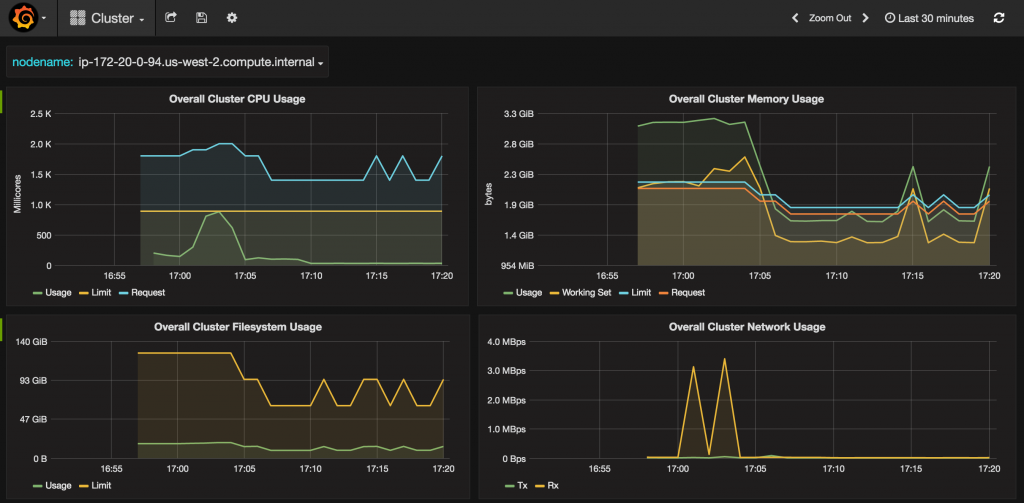 Cluster
Zoom Out
Last 30 minutes
nodename: ip-172-20-0-94.us-west-2.compute.internal
Overall Cluster CPU Usage
2.5 K
2.0 K
1.5 K
1.0 K
500
0
Millicores
16:55 17:00 17:05 17:10 17:15 17:20
Usage Limit Request
Overall Cluster Memory Usage
3.3 GiB
2.8 GiB
2.3 GiB
1.9 GiB
1.4 GiB
954 MiB
bytes
16:55 17:00 17:05 17:10 17:15 17:20
Usage Working Set Limit Request
Overall Cluster Filesystem Usage
140 GiB
93 GiB
47 GiB
0 B
16:55 17:00 17:05 17:10 17:15 17:20
Usage Limit
Overall Cluster Network Usage
4.0 MBps
3.0 MBps
2.0 MBps
1.0 MBps
0 Bps
16:55 17:00 17:05 17:10 17:15 17:20
Tx Rx